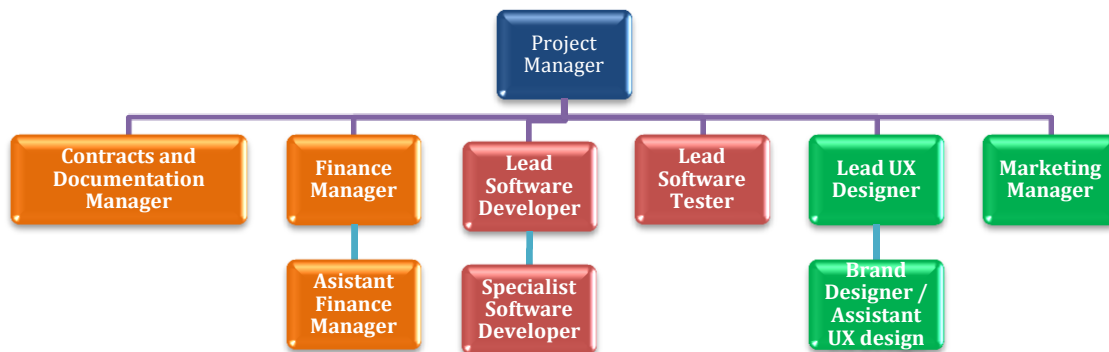 Project
Manager
Contracts and
Documentation
Manager
Finance
Manager
Lead
Software
Developer
Lead
Software
Tester
Lead UX
Designer
Marketing
Manager
Asistant
Finance
Manager
Specialist
Software
Developer
Brand
Designer /
Assistant
UX design